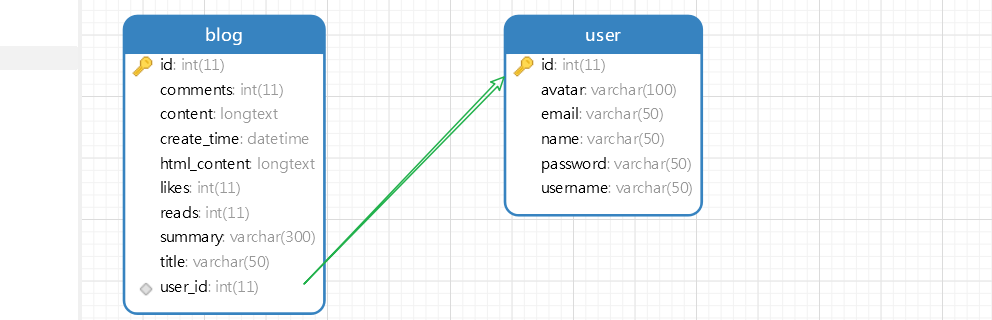 blog
id: int(11)
comments: int(11)
content: longtext
create_time: datetime
html_content: longtext
likes: int(11)
reads: int(11)
summary: varchar(300)
title: varchar(50)
user_id: int(11)
user
id: int(11)
avatar: varchar(100)
email: varchar(50)
name: varchar(50)
password: varchar(50)
username: varchar(50)